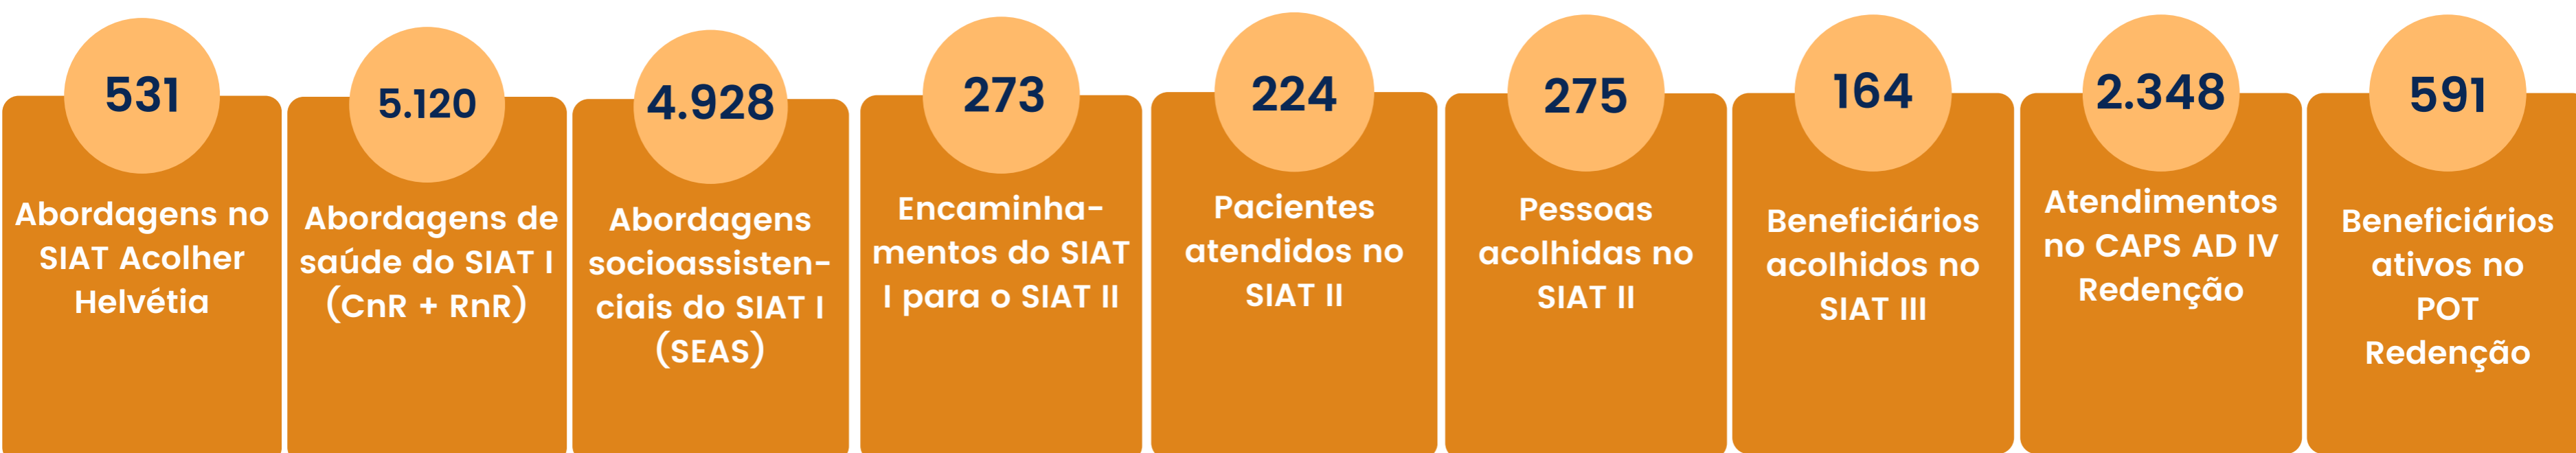 531
Abordagens no
SIAT Acolher
Helvétia
5.120
Abordagens de
saúde do SIAT I
(CnR + RnR)
4.928
Abordagens
socioassisten-
ciais do SIAT I
(SEAS)
273
Encaminha-
mentos do SIAT
I para o SIAT II
224
Pacientes
atendidos no
SIAT II
275
Pessoas
acolhidas no
SIAT II
164
Beneficiários
acolhidos no
SIAT III
2.348
Atendimentos
no CAPS AD IV
Redenção
591
Beneficiários
ativos no
POT
Redenção